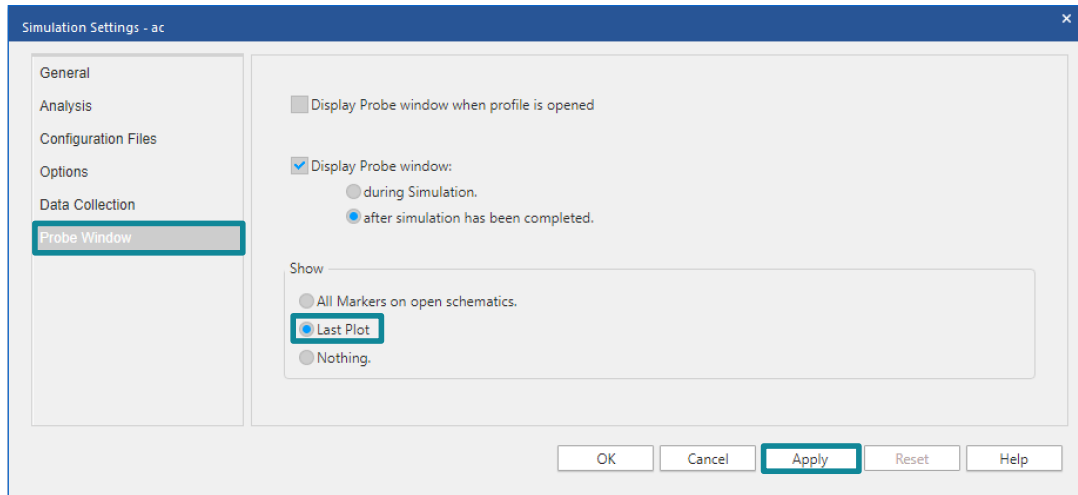 Simulation Settings - ac
×
General
Analysis
Configuration Files
Options
Data Collection
Probe Window
Display Probe window when profile is opened
Display Probe window:
during Simulation.
after simulation has been completed.
Show
All Markers on open schematics.
Last Plot
Nothing.
OK
Cancel
Apply
Reset
Help